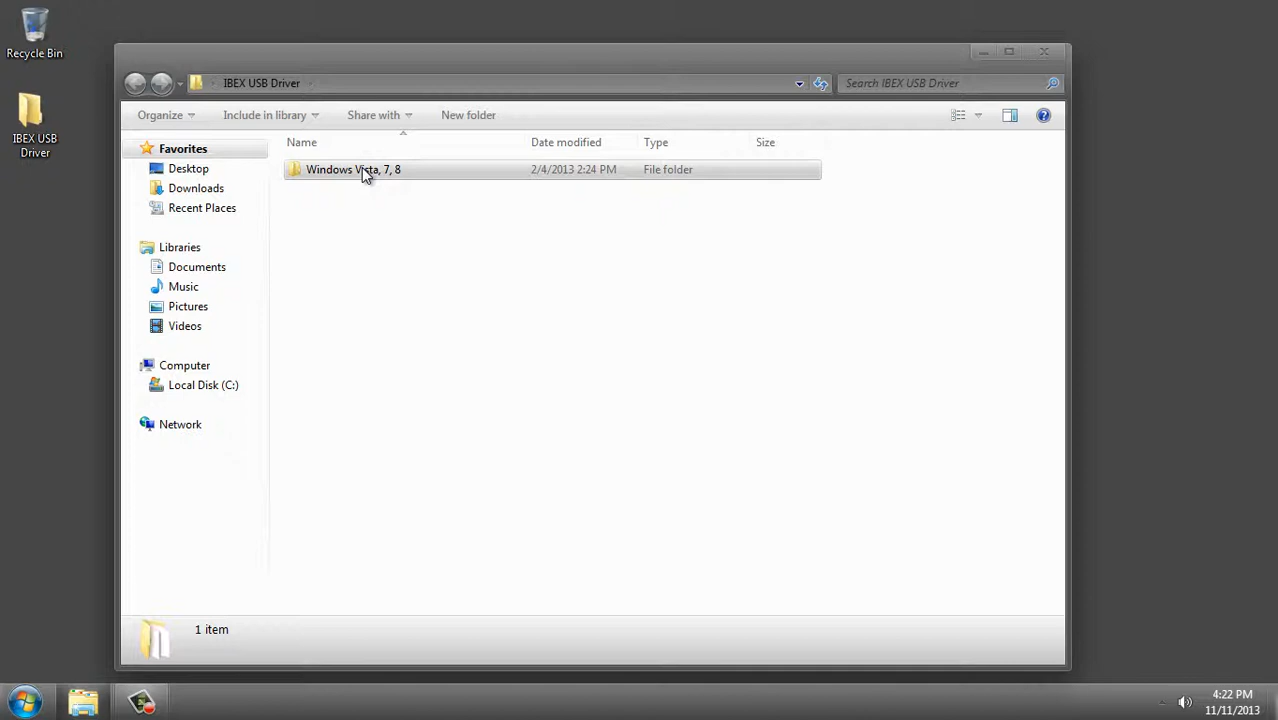 Recycle Bin
IBEX USB
Driver
IBEX USB Driver
Search IBEX USB Driver
Organize
Include in library
Share with
New folder
Name
Date modified
Type
Size
Windows Vista, 7, 8
2/4/2013 2:24 PM
File folder
Favorites
Desktop
Downloads
Recent Places
Libraries
Documents
Music
Pictures
Videos
Computer
Local Disk (C:)
Network
1 item
4:22 PM
11/11/2013